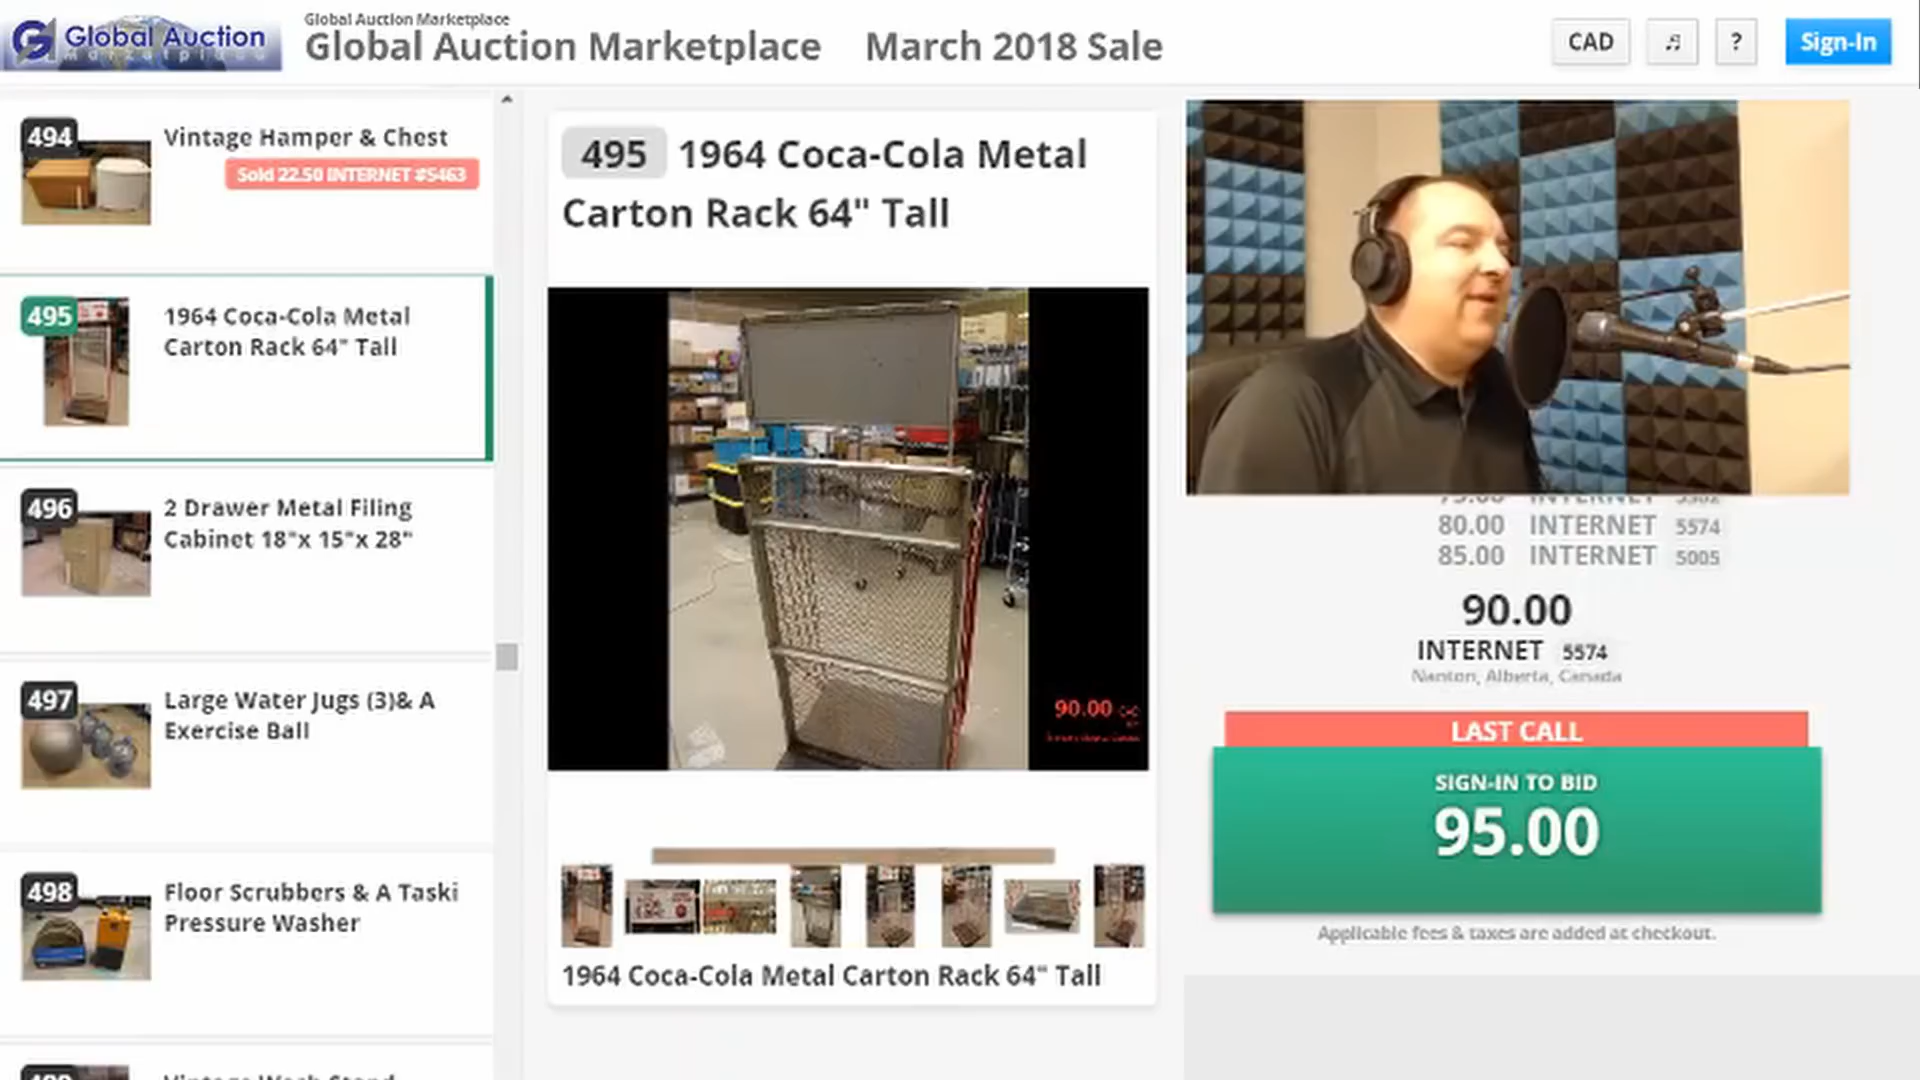 Global Auction
Marketplace
Global Auction Marketplace
Global Auction Marketplace March 2018 Sale
CAD
?
Sign-In
494
Vintage Hamper & Chest
Sold 22.50 INTERNET #5463
495
1964 Coca-Cola Metal
Carton Rack 64" Tall
496
2 Drawer Metal Filing
Cabinet 18"x 15"x 28"
497
Large Water Jugs (3)& A
Exercise Ball
498
Floor Scrubbers & A Taski
Pressure Washer
495 1964 Coca-Cola Metal
Carton Rack 64" Tall
90.00
1964 Coca-Cola Metal Carton Rack 64" Tall
80.00 INTERNET 5574
85.00 INTERNET 5005
90.00
INTERNET 5574
Nanton, Alberta, Canada
LAST CALL
SIGN-IN TO BID
95.00
Applicable fees & taxes are added at checkout.